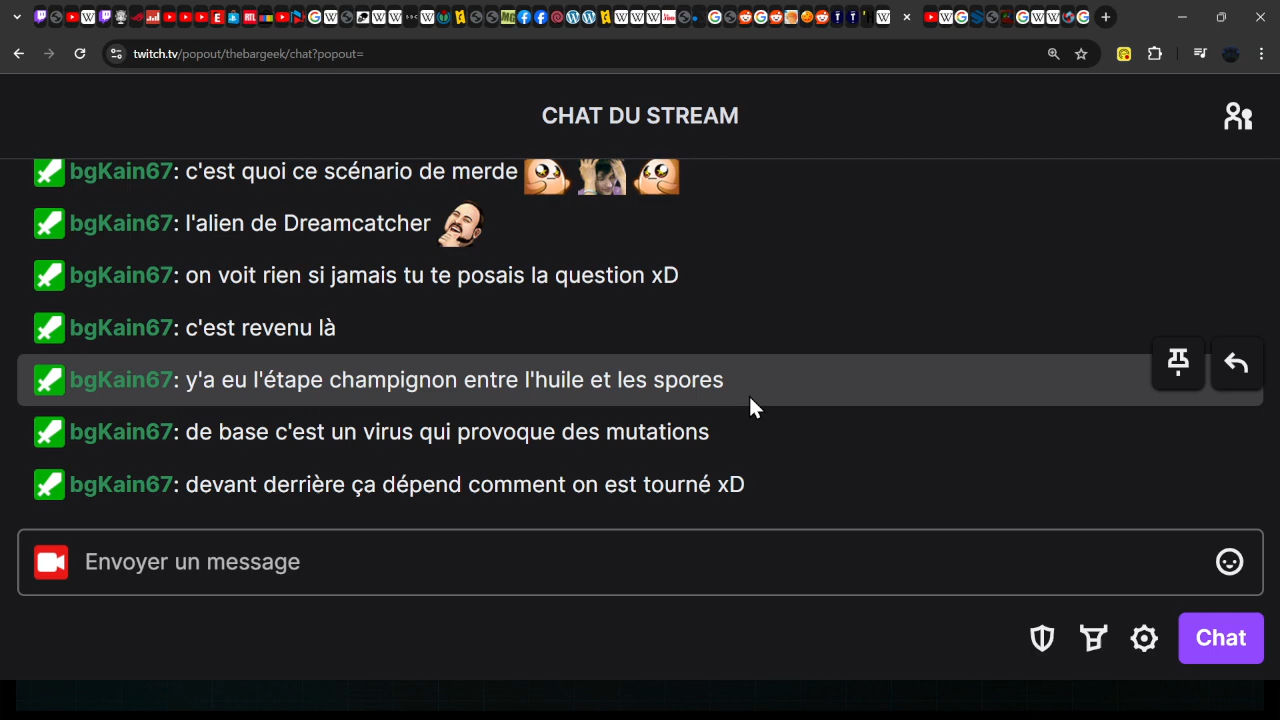 twitch.tv/popout/thebargeek/chat?popout=
CHAT DU STREAM
bgKain67: c'est quoi ce scénario de merde
bgKain67: l'alien de Dreamcatcher
bgKain67: on voit rien si jamais tu te posais la question xD
bgKain67: c'est revenu là
bgKain67: y'a eu l'étape champignon entre l'huile et les spores
bgKain67: de base c'est un virus qui provoque des mutations
bgKain67: devant derrière ça dépend comment on est tourné xD
Envoyer un message
Chat